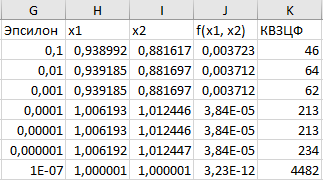 G H I J K
Эпсилон x1 x2 f(x1, x2) КВЗЦФ
0,1 0,938992 0,881617 0,003723 46
0,01 0,939185 0,881697 0,003712 64
0,001 0,939185 0,881697 0,003712 62
0,0001 1,006193 1,012446 3,84E-05 213
0,00001 1,006193 1,012446 3,84E-05 213
0,000001 1,006192 1,012447 3,84E-05 234
1E-07 1,000001 1,000001 3,23E-12 4482